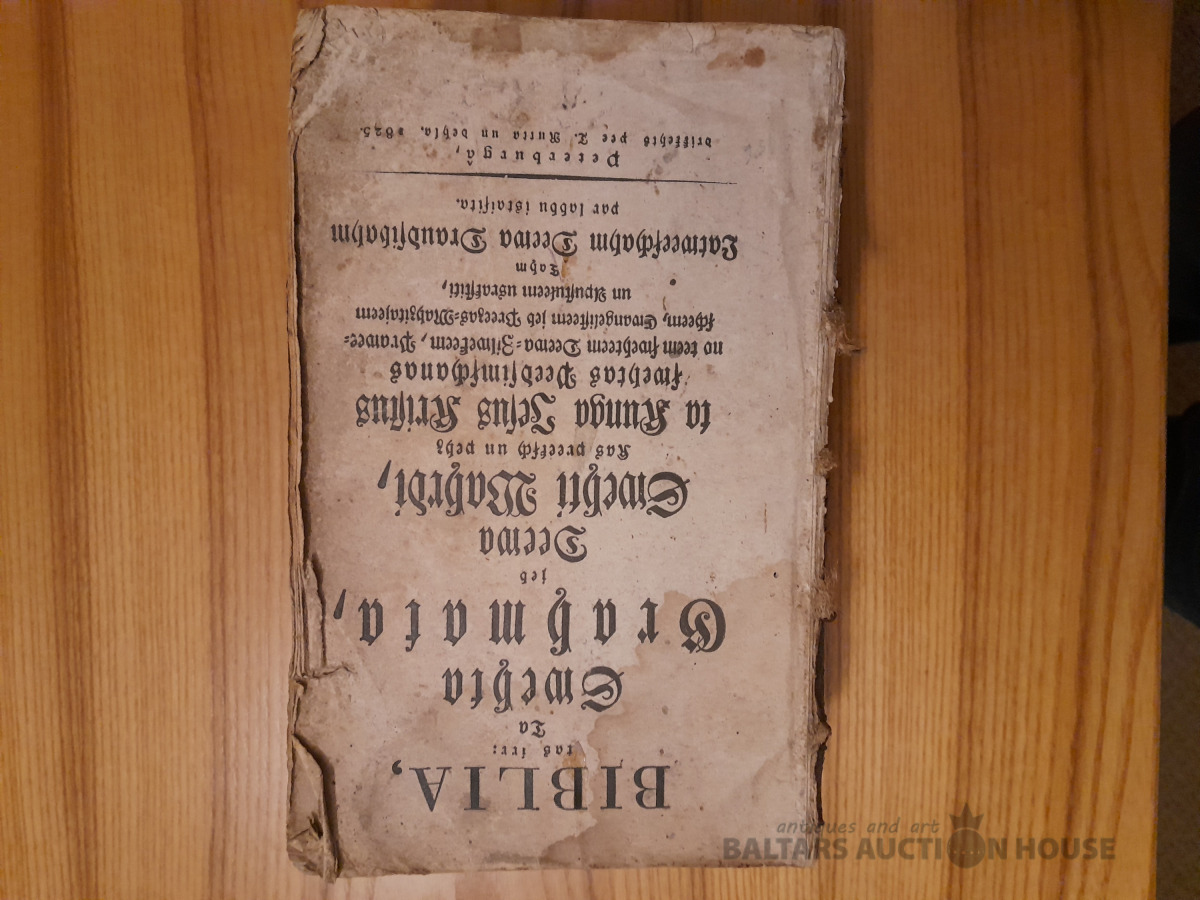 BIBLIA,
tas irr:
Ta
Swehta
Grahmata,
jeb
Deewa
Swehti Wahrdi,
Kas preekſch un pehz
ta Kunga Jeſus Kriſtus
ſwehtas Peedſimſchanas
no teem ſwehteem Deewa-Zilwekeem, Prawee-
ſcheem, Ewangeliſteem jeb Preezas-Mahzitajeem
un Apuſtuleem uſrakſtiti,
Tahm
Latweeſchahm Deewa Draudſibahm
par labbu iſtaiſita.
Peterburgâ,
drikkehts pee J. Rutta un dehla. 1825.
antiques and art
BALTARS AUCTION HOUSE